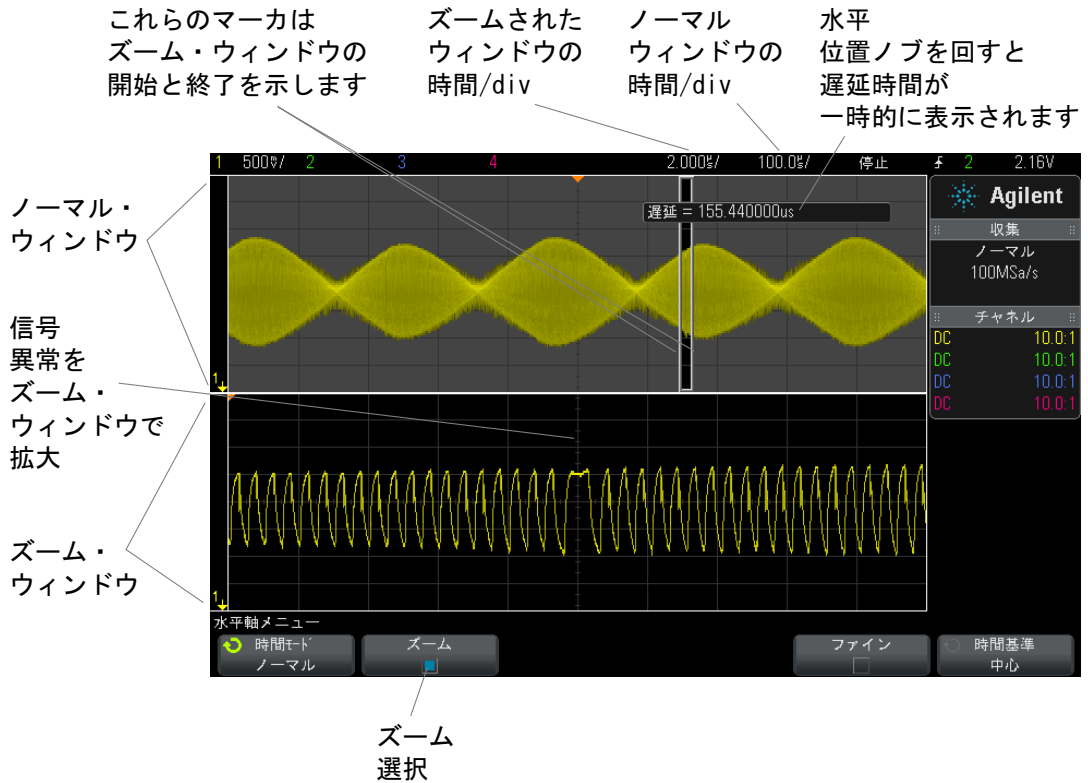 これらのマーカは
ズーム・ウィンドウの
開始と終了を示します
ズームされた
ウィンドウの
時間/div
ノーマル
ウィンドウの
時間/div
水平
位置ノブを回すと
遅延時間が
一時的に表示されます
1 500㎷/ 2 3 4 2.000㎲/ 100.0㎲/ 停止 2 2.16V
ノーマル・
ウィンドウ
信号
異常を
ズーム・
ウィンドウで
拡大
ズーム・
ウィンドウ
遅延 = 155.440000us
1
1
Agilent
収集
ノーマル
100MSa/s
チャネル
DC 10.0:1
DC 10.0:1
DC 10.0:1
DC 10.0:1
水平軸メニュー
時間モード
ノーマル
ズーム
ファイン
時間基準
中心
ズーム
選択